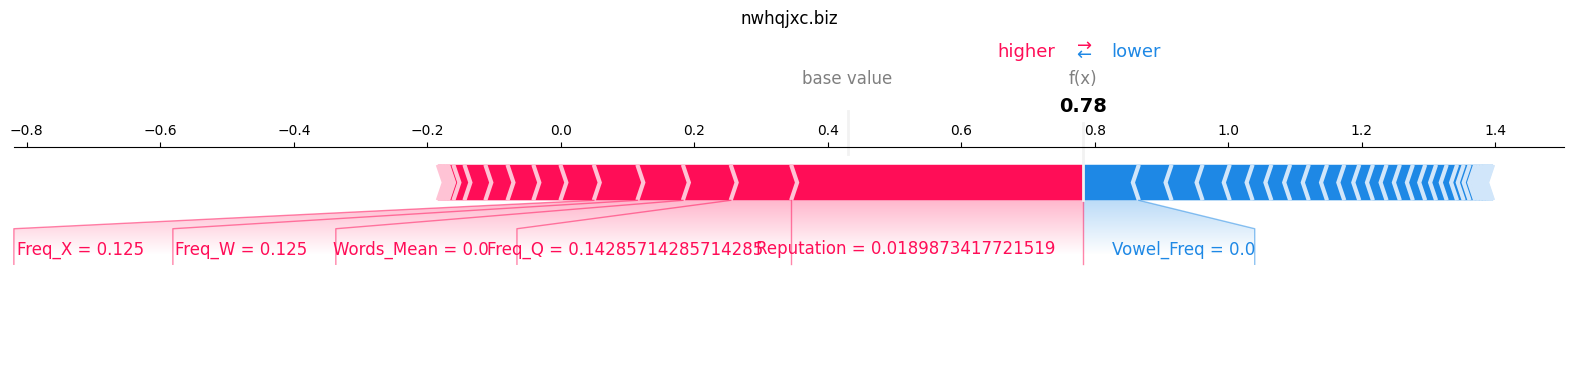 nwhqjxc.biz
higher → ← lower
base value f(x)
0.78
−0.8 −0.6 −0.4 −0.2 0.0 0.2 0.4 0.6 0.8 1.0 1.2 1.4
Freq_X = 0.125 Freq_W = 0.125 Words_Mean = 0.0 Freq_Q = 0.14285714285714285 Reputation = 0.0189873417721519 Vowel_Freq = 0.0